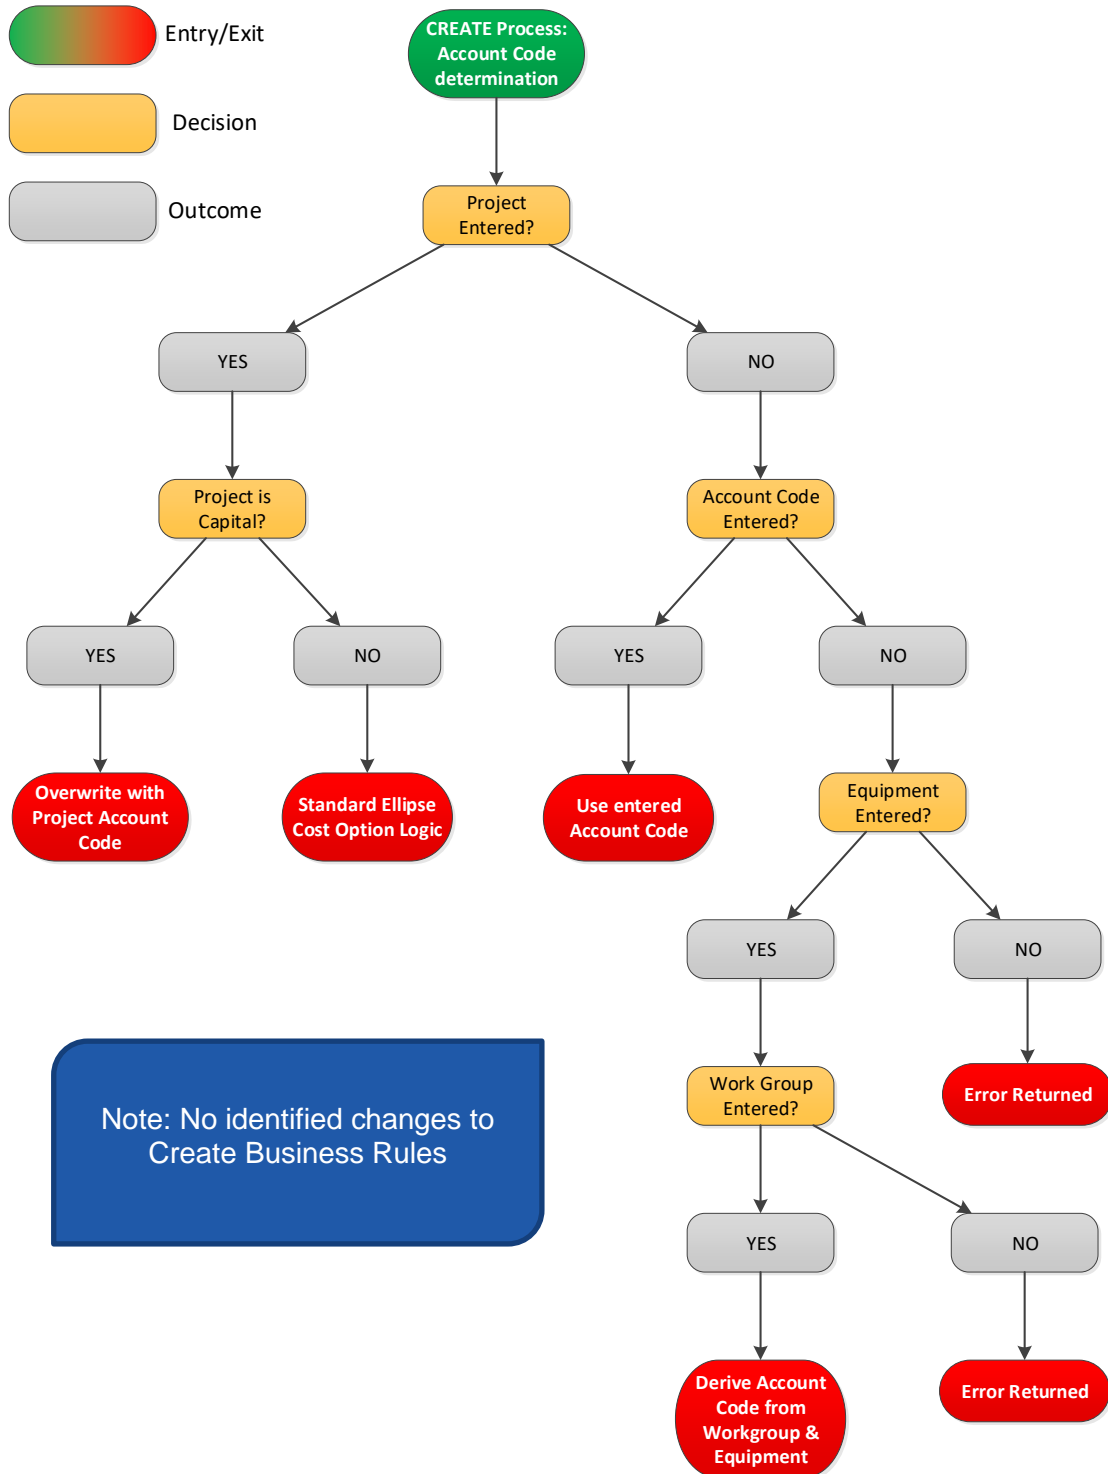 Entry/Exit
CREATE Process:
Account Code
determination
Decision
Outcome
Project
Entered?
YES
NO
Project is
Capital?
Account Code
Entered?
YES
NO
YES
NO
Overwrite with
Project Account
Code
Standard Ellipse
Cost Option Logic
Use entered
Account Code
Equipment
Entered?
YES
NO
Note: No identified changes to
Create Business Rules
Work Group
Entered?
Error Returned
YES
NO
Derive Account
Code from
Workgroup &
Equipment
Error Returned